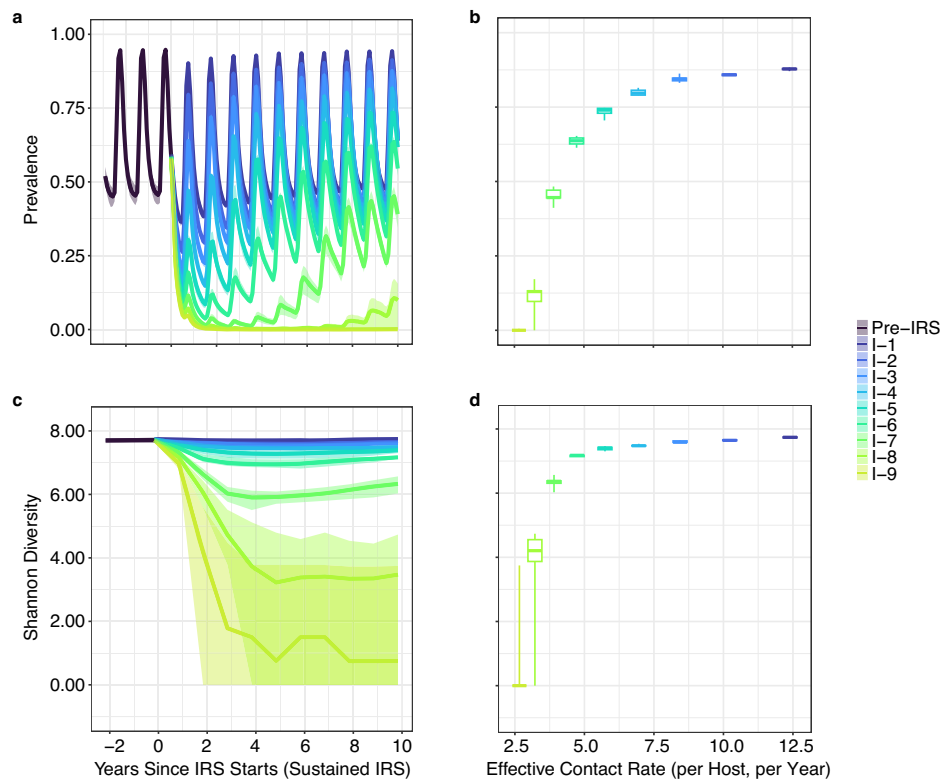 a
b
1.00
0.75
0.50
0.25
0.00
Prevalence
Pre−IRS
I−1
I−2
I−3
I−4
I−5
I−6
I−7
I−8
I−9
c
d
8.00
6.00
4.00
2.00
0.00
Shannon Diversity
−2 0 2 4 6 8 10
Years Since IRS Starts (Sustained IRS)
2.5 5.0 7.5 10.0 12.5
Effective Contact Rate (per Host, per Year)